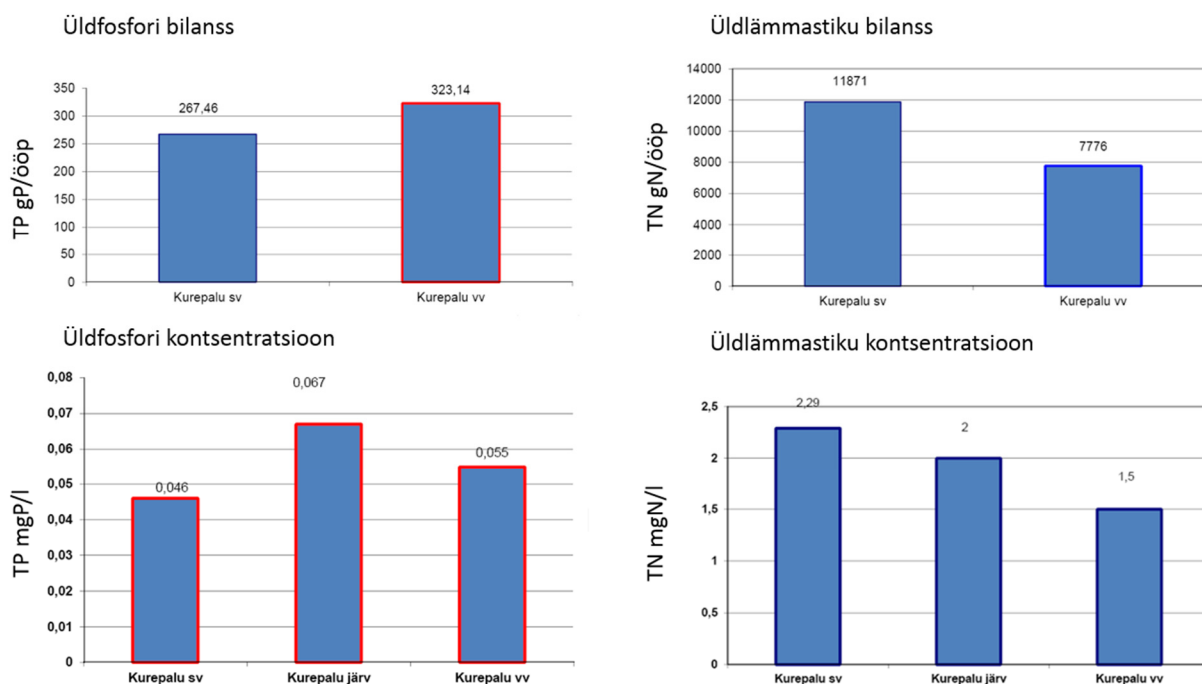 Üldfosfori bilanss
TP gP/ööp
350
300
250
200
150
100
50
0
267,46
323,14
Kurepalu sv
Kurepalu vv
Üldlämmastiku bilanss
TN gN/ööp
14000
12000
10000
8000
6000
4000
2000
0
11871
7776
Kurepalu sv
Kurepalu vv
Üldfosfori kontsentratsioon
TP mgP/l
0,08
0,07
0,06
0,05
0,04
0,03
0,02
0,01
0
0,046
0,067
0,055
Kurepalu sv
Kurepalu järv
Kurepalu vv
Üldlämmastiku kontsentratsioon
TN mgN/l
2,5
2
1,5
1
0,5
0
2,29
2
1,5
Kurepalu sv
Kurepalu järv
Kurepalu vv